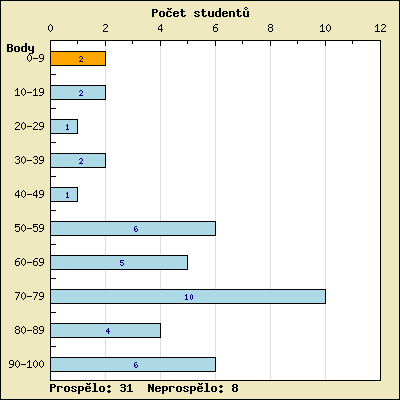 Počet studentů
0 2 4 6 8 10 12
Body
0-9 2
10-19 2
20-29 1
30-39 2
40-49 1
50-59 6
60-69 5
70-79 10
80-89 4
90-100 6
Prospělo: 31 Neprospělo: 8